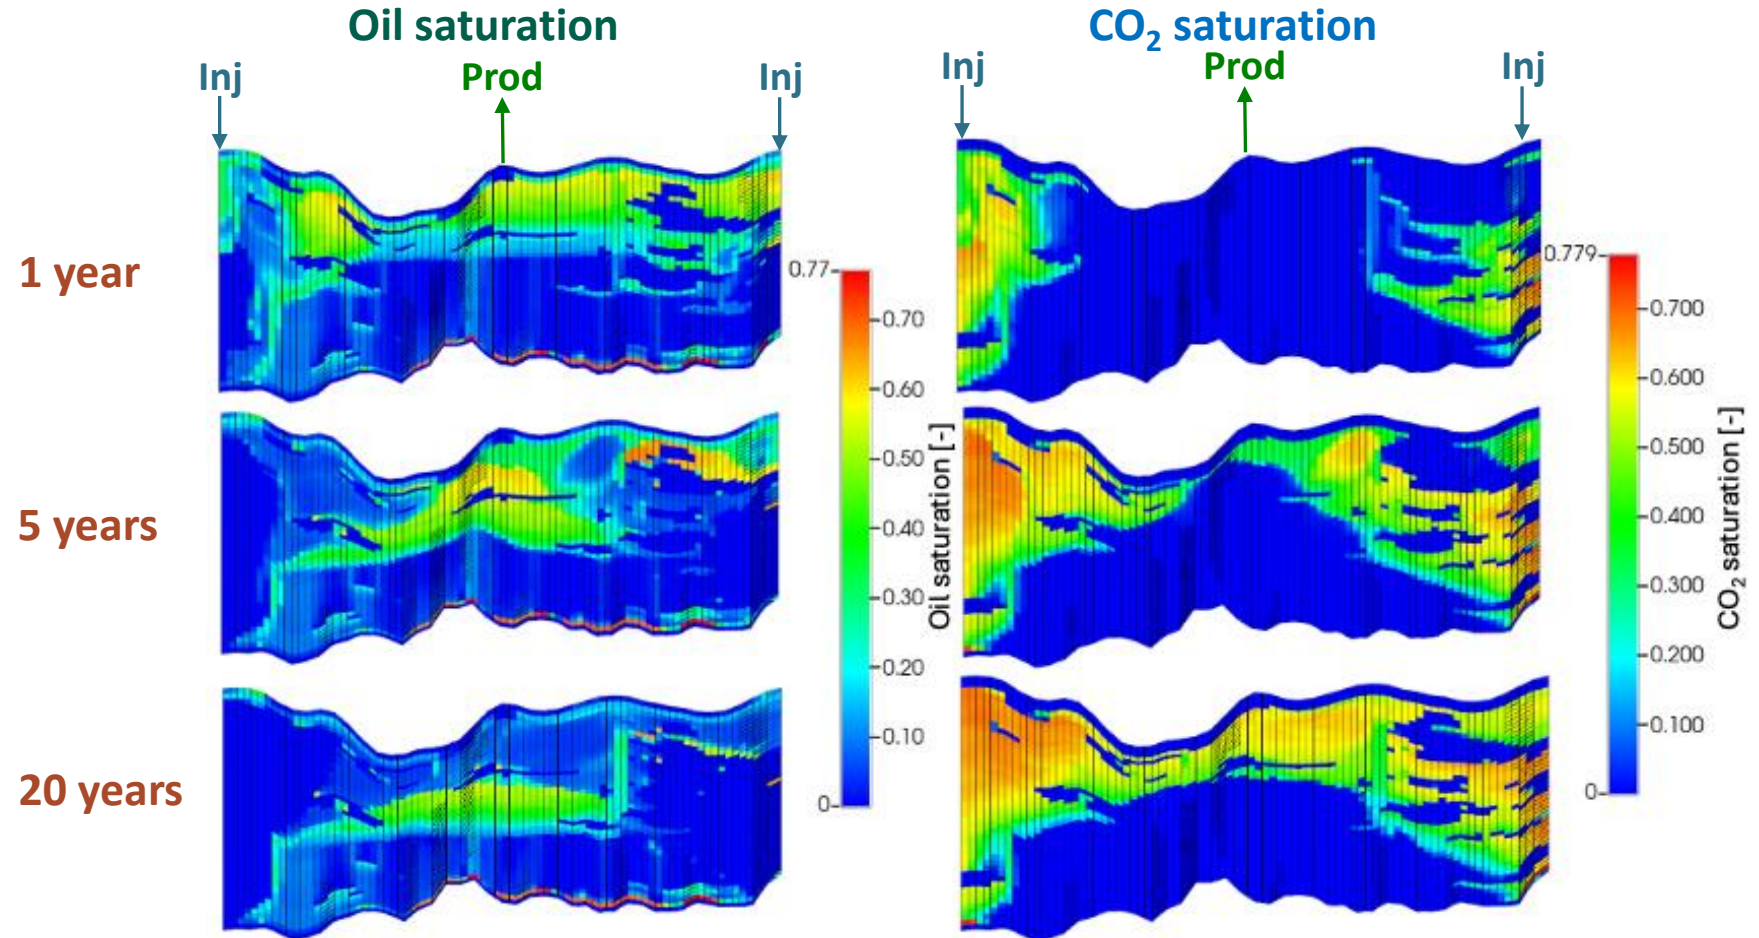 Oil saturation
CO₂ saturation
Inj
Prod
Inj
Inj
Prod
Inj
1 year
0.77
0.70
0.60
0.50
0.40
0.30
0.20
0.10
0
Oil saturation [-]
0.779
0.700
0.600
0.500
0.400
0.300
0.200
0.100
0
CO₂ saturation [-]
5 years
20 years